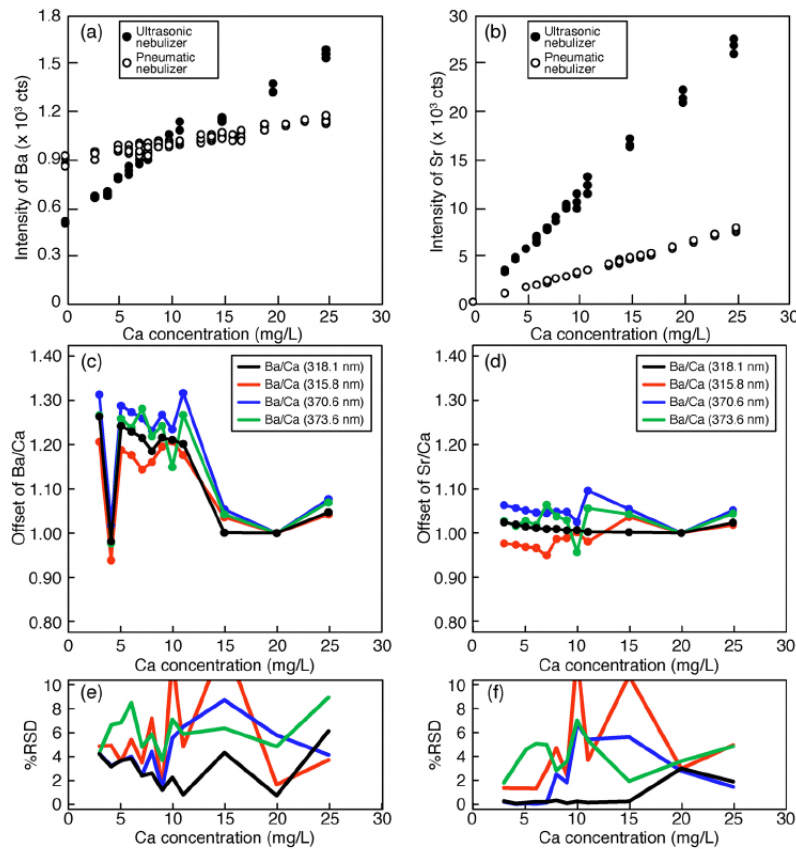 (a)
Ultrasonic
nebulizer
Pneumatic
nebulizer
Intensity of Ba (x 10³ cts)
1.8
1.5
1.2
0.9
0.6
0.3
0
0 5 10 15 20 25 30
Ca concentration (mg/L)
(b)
Ultrasonic
nebulizer
Pneumatic
nebulizer
Intensity of Sr (x 10³ cts)
30
25
20
15
10
5
0
0 5 10 15 20 25 30
Ca concentration (mg/L)
(c)
Ba/Ca (318.1 nm)
Ba/Ca (315.8 nm)
Ba/Ca (370.6 nm)
Ba/Ca (373.6 nm)
Offset of Ba/Ca
1.40
1.30
1.20
1.10
1.00
0.90
0.80
0 5 10 15 20 25 30
Ca concentration (mg/L)
(d)
Ba/Ca (318.1 nm)
Ba/Ca (315.8 nm)
Ba/Ca (370.6 nm)
Ba/Ca (373.6 nm)
Offset of Sr/Ca
1.40
1.30
1.20
1.10
1.00
0.90
0.80
0 5 10 15 20 25 30
Ca concentration (mg/L)
(e)
%RSD
10
8
6
4
2
0
0 5 10 15 20 25 30
Ca concentration (mg/L)
(f)
%RSD
10
8
6
4
2
0
0 5 10 15 20 25 30
Ca concentration (mg/L)